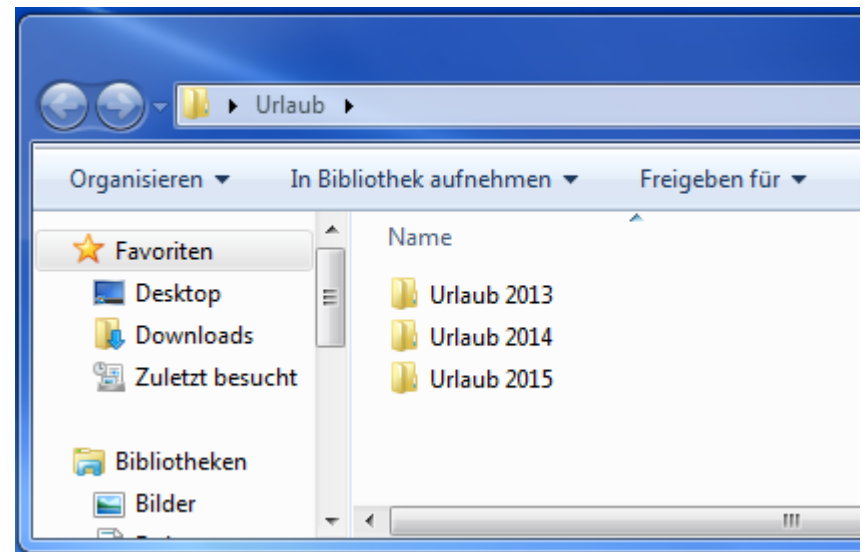 Urlaub
Organisieren In Bibliothek aufnehmen Freigeben für
Favoriten
Desktop
Downloads
Zuletzt besucht
Bibliotheken
Bilder
Name
Urlaub 2013
Urlaub 2014
Urlaub 2015